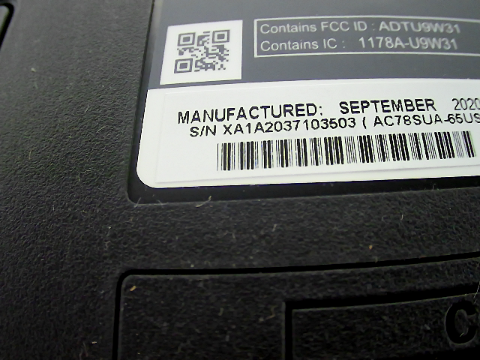 Contains FCC ID : ADTU9W31
Contains IC : 1178A-U9W31
MANUFACTURED: SEPTEMBER 2020
S/N XA1A2037103503 ( AC78SUA-65US
C